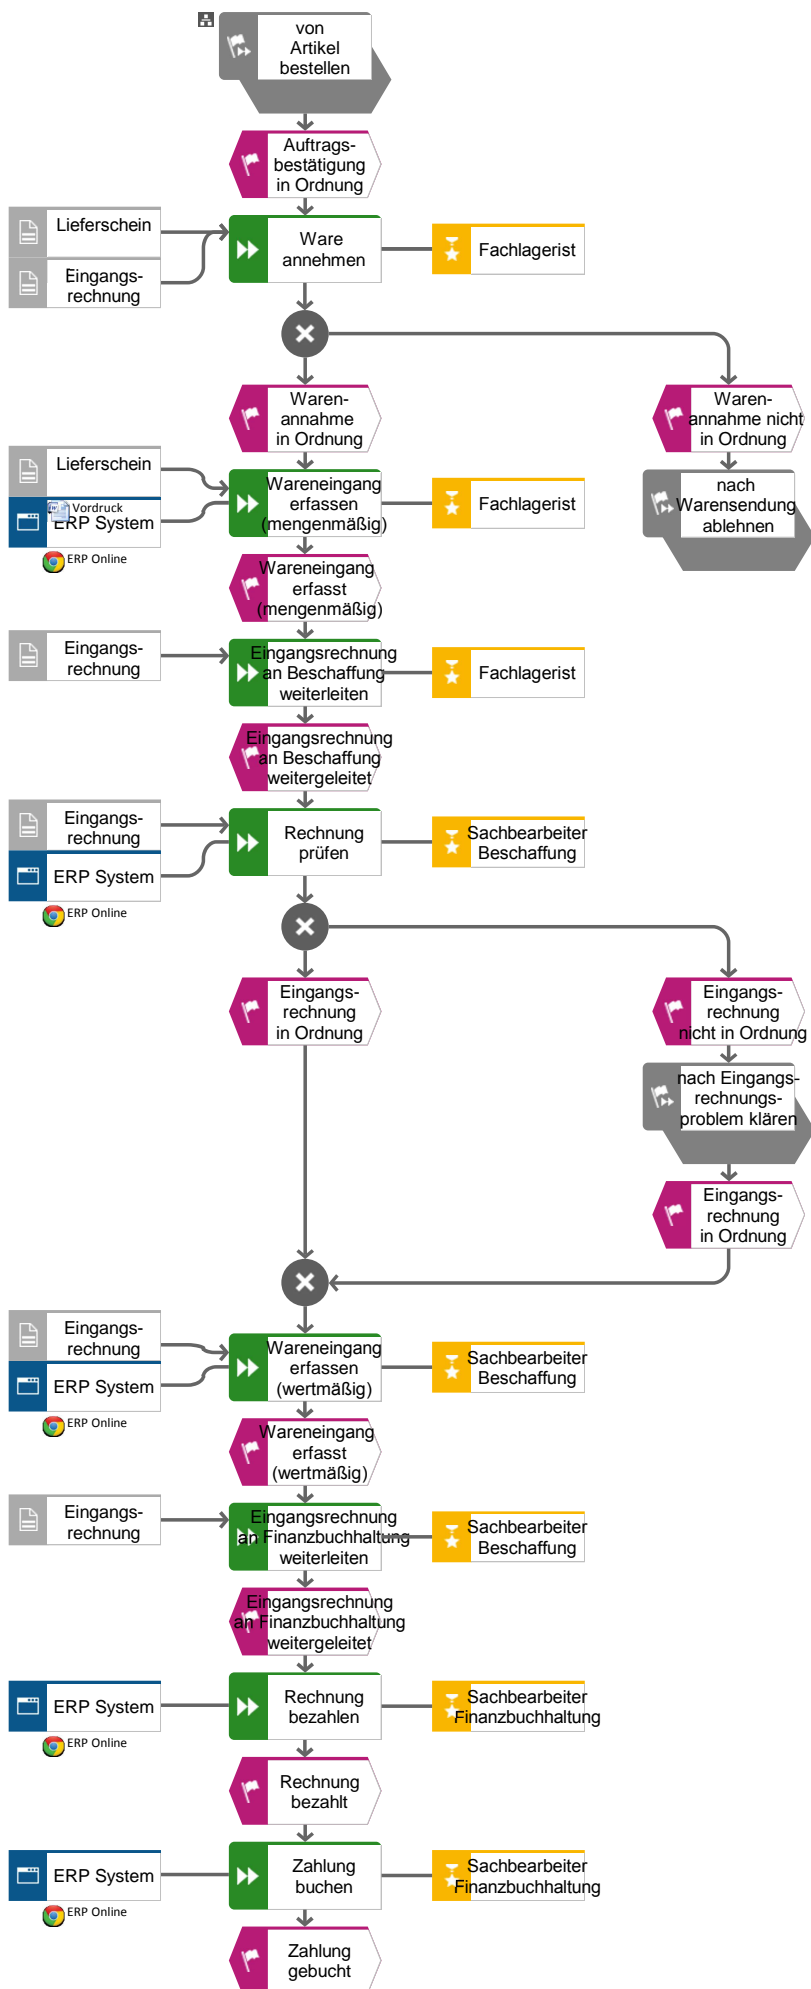 von
Artikel
bestellen
Auftrags-
bestätigung
in Ordnung
Lieferschein
Eingangs-
rechnung
Ware
annehmen
Fachlagerist
Waren-
annahme
in Ordnung
Waren-
annahme nicht
in Ordnung
Lieferschein
Vordruck
ERP System
ERP Online
Wareneingang
erfassen
(mengenmäßig)
Fachlagerist
nach
Warensendung
ablehnen
Wareneingang
erfasst
(mengenmäßig)
Eingangs-
rechnung
Eingangsrechnung
an Beschaffung
weiterleiten
Fachlagerist
Eingangsrechnung
an Beschaffung
weitergeleitet
Eingangs-
rechnung
ERP System
ERP Online
Rechnung
prüfen
Sachbearbeiter
Beschaffung
Eingangs-
rechnung
in Ordnung
Eingangs-
rechnung
nicht in Ordnung
nach Eingangs-
rechnungs-
problem klären
Eingangs-
rechnung
in Ordnung
Eingangs-
rechnung
ERP System
ERP Online
Wareneingang
erfassen
(wertmäßig)
Sachbearbeiter
Beschaffung
Wareneingang
erfasst
(wertmäßig)
Eingangs-
rechnung
Eingangsrechnung
an Finanzbuchhaltung
weiterleiten
Sachbearbeiter
Beschaffung
Eingangsrechnung
an Finanzbuchhaltung
weitergeleitet
ERP System
ERP Online
Rechnung
bezahlen
Sachbearbeiter
Finanzbuchhaltung
Rechnung
bezahlt
ERP System
ERP Online
Zahlung
buchen
Sachbearbeiter
Finanzbuchhaltung
Zahlung
gebucht